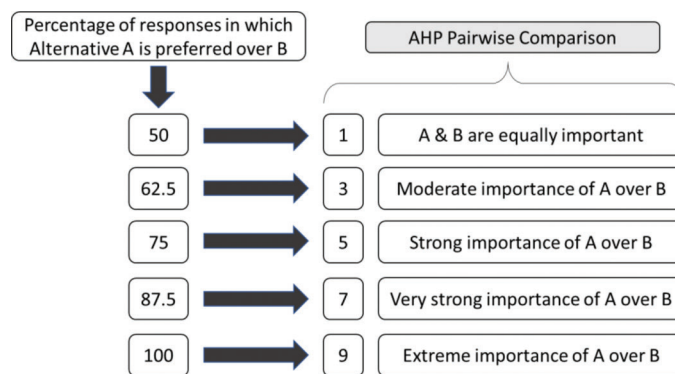 Percentage of responses in which
Alternative A is preferred over B
AHP Pairwise Comparison
50
1
A & B are equally important
62.5
3
Moderate importance of A over B
75
5
Strong importance of A over B
87.5
7
Very strong importance of A over B
100
9
Extreme importance of A over B